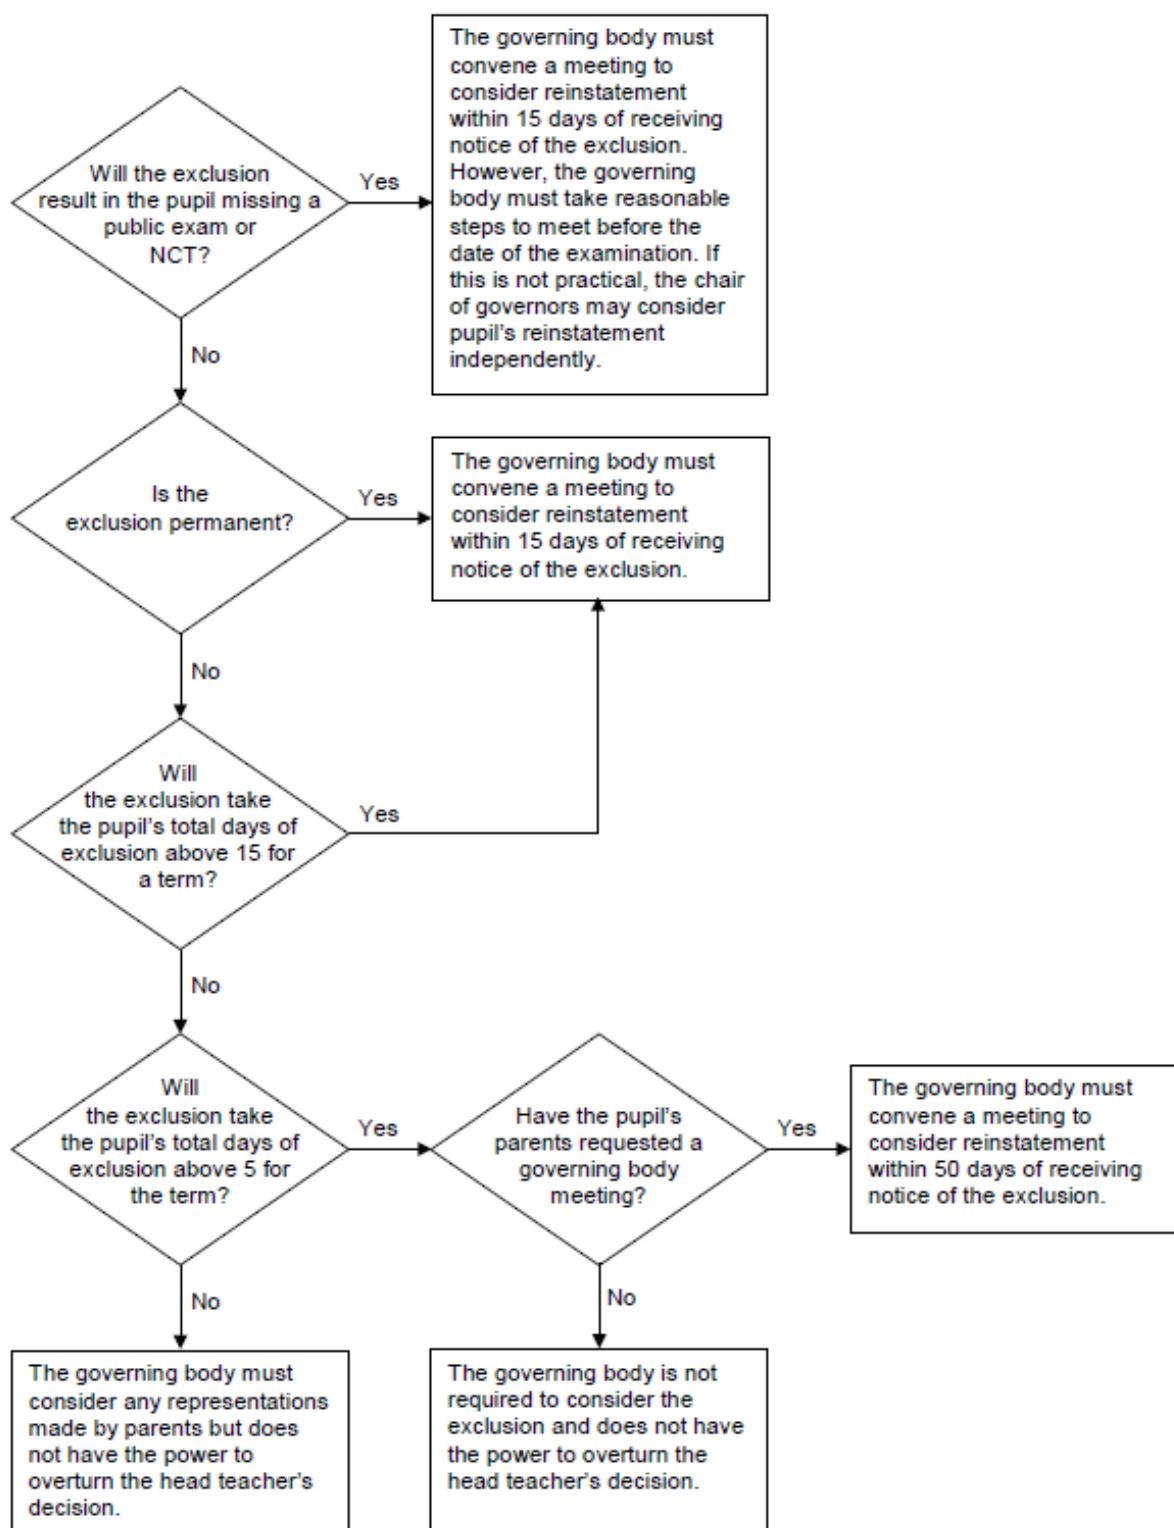 The governing body must
convene a meeting to
consider reinstatement
within 15 days of receiving
notice of the exclusion.
However, the governing
body must take reasonable
steps to meet before the
date of the examination. If
this is not practical, the chair
of governors may consider
pupil's reinstatement
independently.
Will the exclusion
result in the pupil missing a
public exam or
NCT?
Yes
No
Is the
exclusion permanent?
Yes
The governing body must
convene a meeting to
consider reinstatement
within 15 days of receiving
notice of the exclusion.
No
Will
the exclusion take
the pupil's total days of
exclusion above 15 for
a term?
Yes
No
Will
the exclusion take
the pupil's total days of
exclusion above 5 for
the term?
Yes
Have the pupil's
parents requested a
governing body
meeting?
Yes
The governing body must
convene a meeting to
consider reinstatement
within 50 days of receiving
notice of the exclusion.
No
No
The governing body must
consider any representations
made by parents but does
not have the power to
overturn the head teacher's
decision.
The governing body is not
required to consider the
exclusion and does not have
the power to overturn the
head teacher's decision.